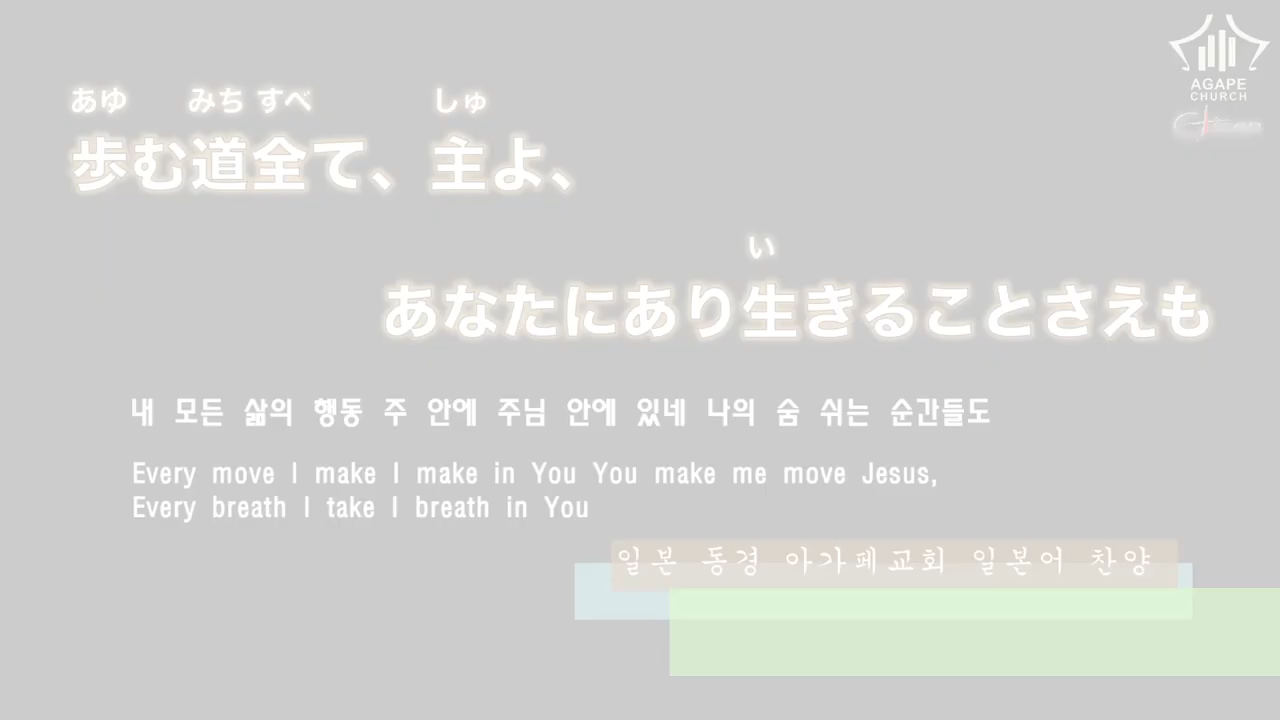 AGAPE
CHURCH
あゆ みち すべ しゅ
歩む道全て、主よ、
い
あなたにあり生きることさえも
내 모든 삶의 행동 주 안에 주님 안에 있네 나의 숨 쉬는 순간들도
Every move I make I make in You You make me move Jesus,
Every breath I take I breath in You
일본 동경 아가페교회 일본어 찬양